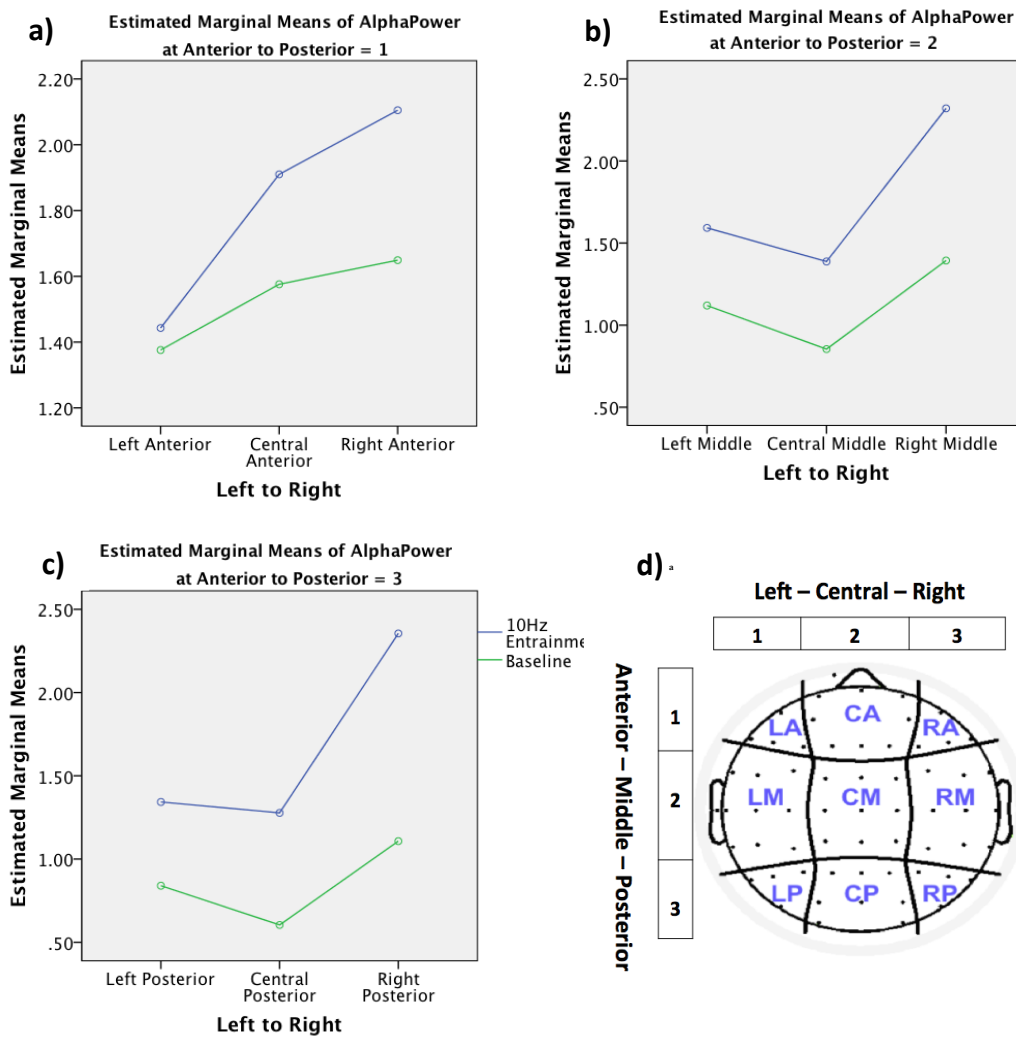 a)
Estimated Marginal Means of AlphaPower
at Anterior to Posterior = 1
Estimated Marginal Means
2.20
2.00
1.80
1.60
1.40
1.20
Left Anterior
Central
Anterior
Right Anterior
Left to Right
b)
Estimated Marginal Means of AlphaPower
at Anterior to Posterior = 2
Estimated Marginal Means
2.50
2.00
1.50
1.00
.50
Left Middle
Central Middle
Right Middle
Left to Right
c)
Estimated Marginal Means of AlphaPower
at Anterior to Posterior = 3
Estimated Marginal Means
2.50
2.00
1.50
1.00
.50
Left Posterior
Central
Posterior
Right
Posterior
Left to Right
10Hz
Entrainme
Baseline
d) a
Left – Central – Right
1 2 3
Anterior – Middle – Posterior
1
2
3
LA CA RA
LM CM RM
LP CP RP